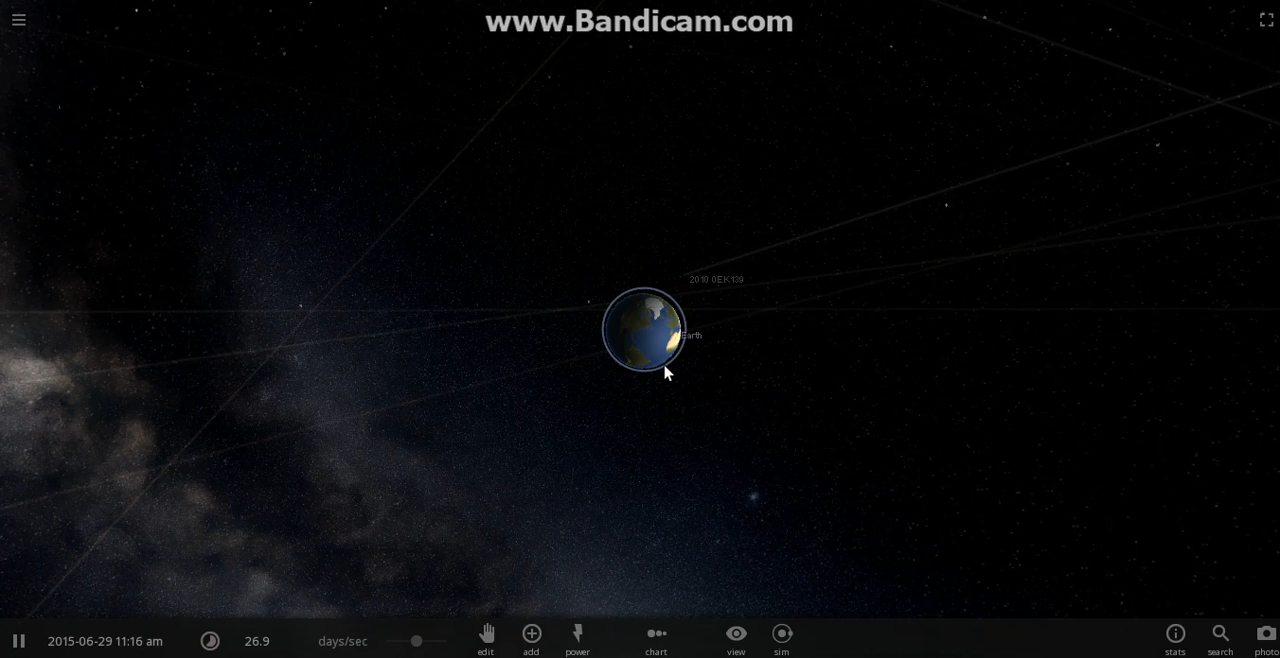 www.Bandicam.com
2010 0EK139
Earth
2015-06-29 11:16 am
26.9
days/sec
edit
add
power
chart
view
sim
stats
search
photo